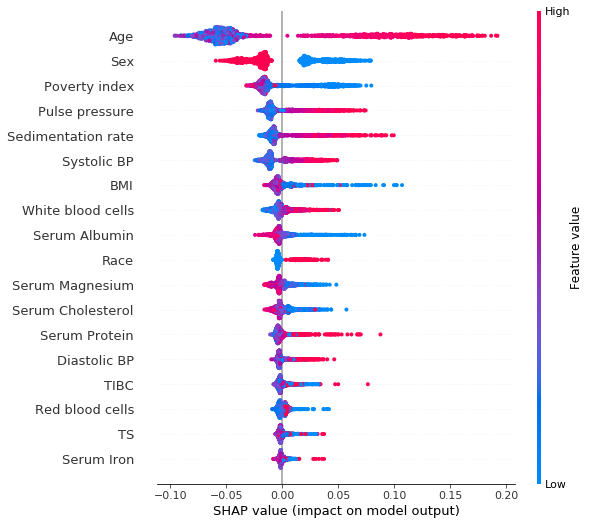 High
Age
Sex
Poverty index
Pulse pressure
Sedimentation rate
Systolic BP
BMI
White blood cells
Serum Albumin
Race
Serum Magnesium
Serum Cholesterol
Serum Protein
Diastolic BP
TIBC
Red blood cells
TS
Serum Iron
Feature value
Low
−0.10 −0.05 0.00 0.05 0.10 0.15 0.20
SHAP value (impact on model output)